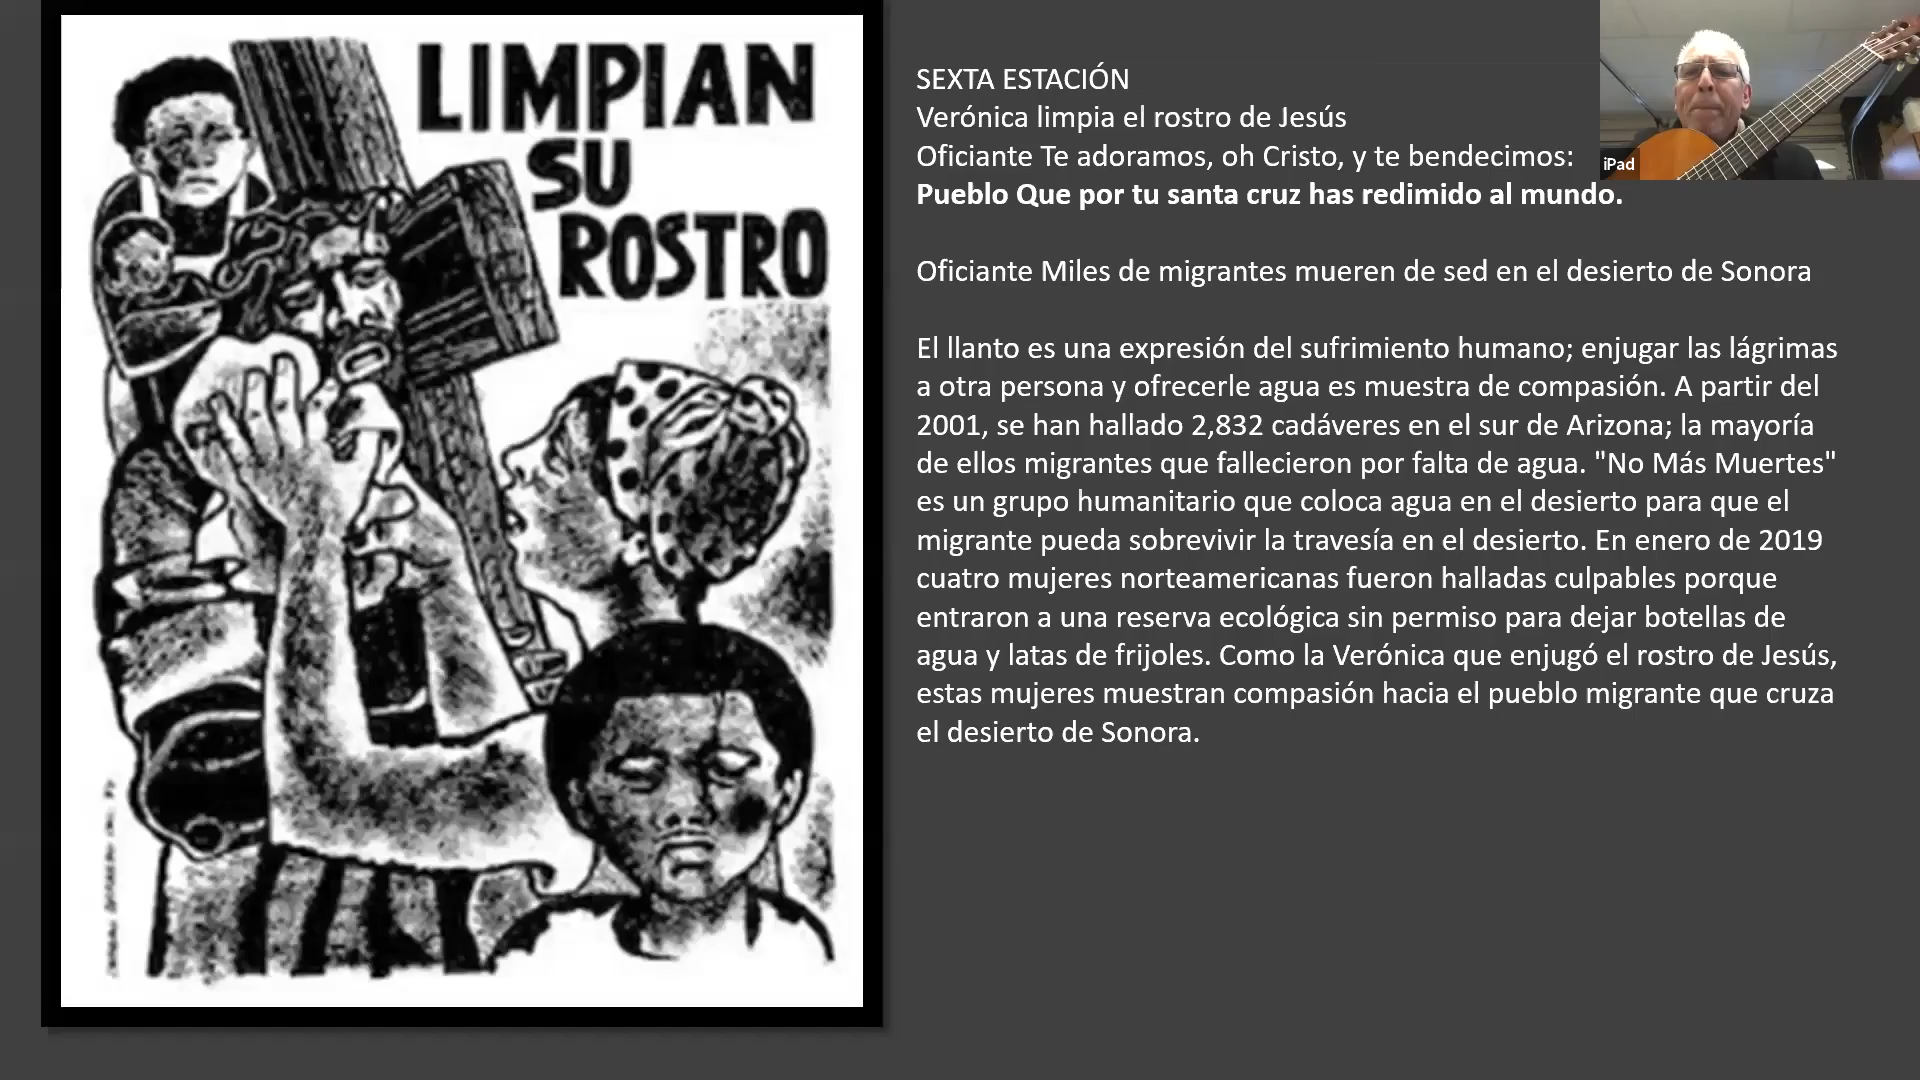 LIMPIAN
SU
ROSTRO
SEXTA ESTACIÓN
Verónica limpia el rostro de Jesús
Oficiante Te adoramos, oh Cristo, y te bendecimos:
Pueblo Que por tu santa cruz has redimido al mundo.
Oficiante Miles de migrantes mueren de sed en el desierto de Sonora
El llanto es una expresión del sufrimiento humano; enjugar las lágrimas
a otra persona y ofrecerle agua es muestra de compasión. A partir del
2001, se han hallado 2,832 cadáveres en el sur de Arizona; la mayoría
de ellos migrantes que fallecieron por falta de agua. "No Más Muertes"
es un grupo humanitario que coloca agua en el desierto para que el
migrante pueda sobrevivir la travesía en el desierto. En enero de 2019
cuatro mujeres norteamericanas fueron halladas culpables porque
entraron a una reserva ecológica sin permiso para dejar botellas de
agua y latas de frijoles. Como la Verónica que enjugó el rostro de Jesús,
estas mujeres muestran compasión hacia el pueblo migrante que cruza
el desierto de Sonora.
iPad